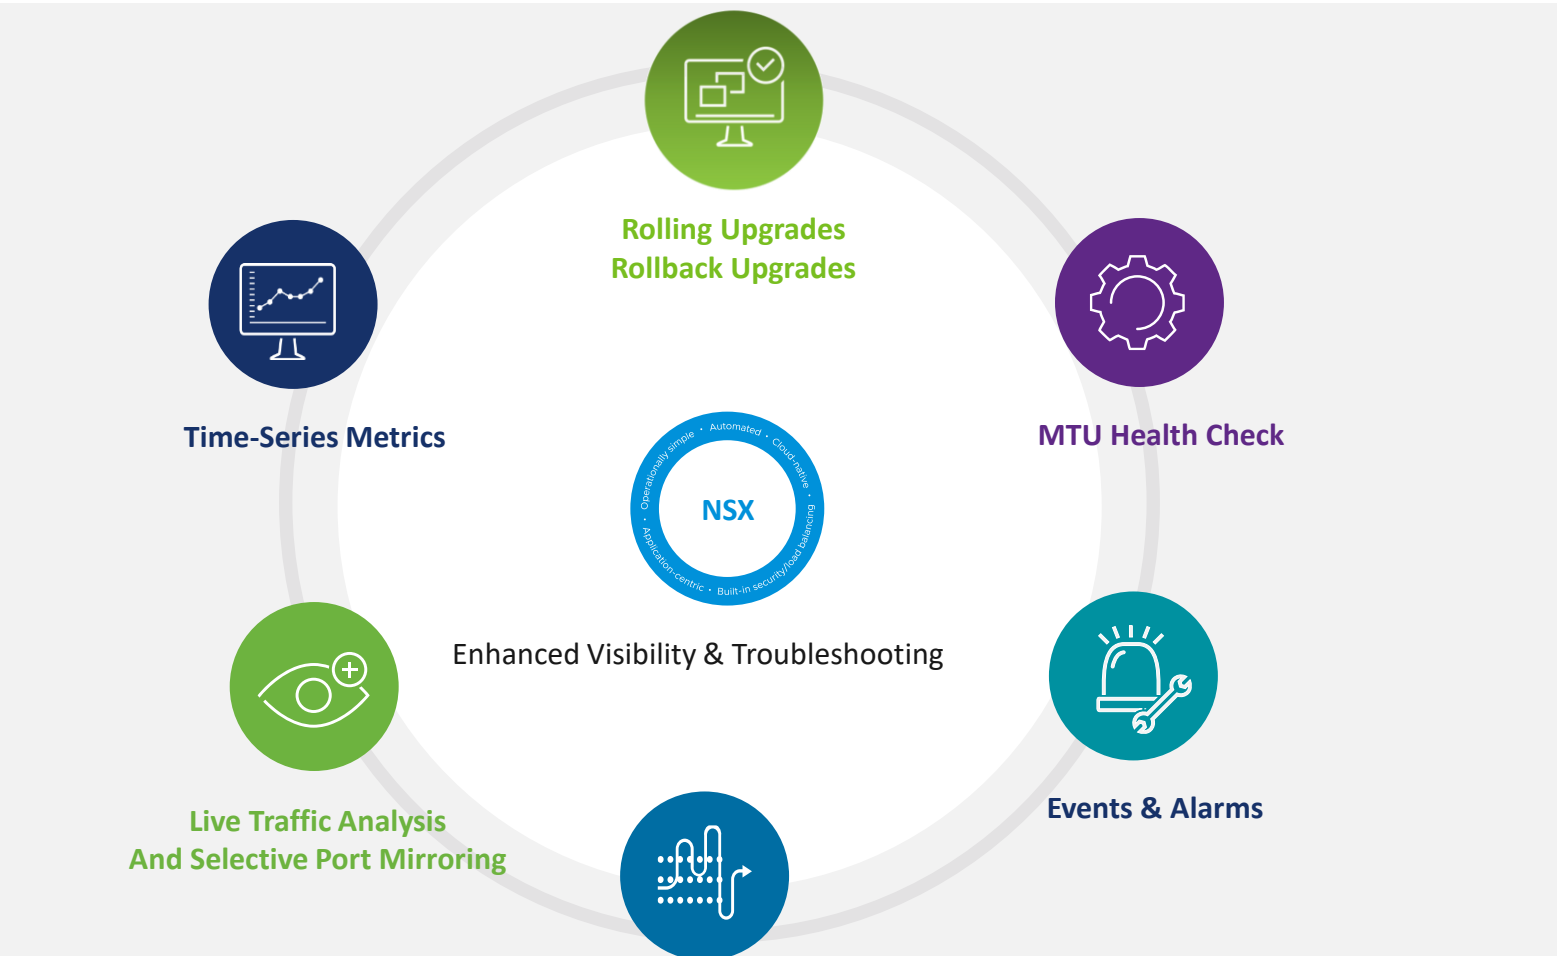 Rolling Upgrades
Rollback Upgrades
Time-Series Metrics
MTU Health Check
Operationally simple • Automated • Cloud-native • Built-in security/load balancing • Application-centric •
NSX
Enhanced Visibility & Troubleshooting
Events & Alarms
Live Traffic Analysis
And Selective Port Mirroring